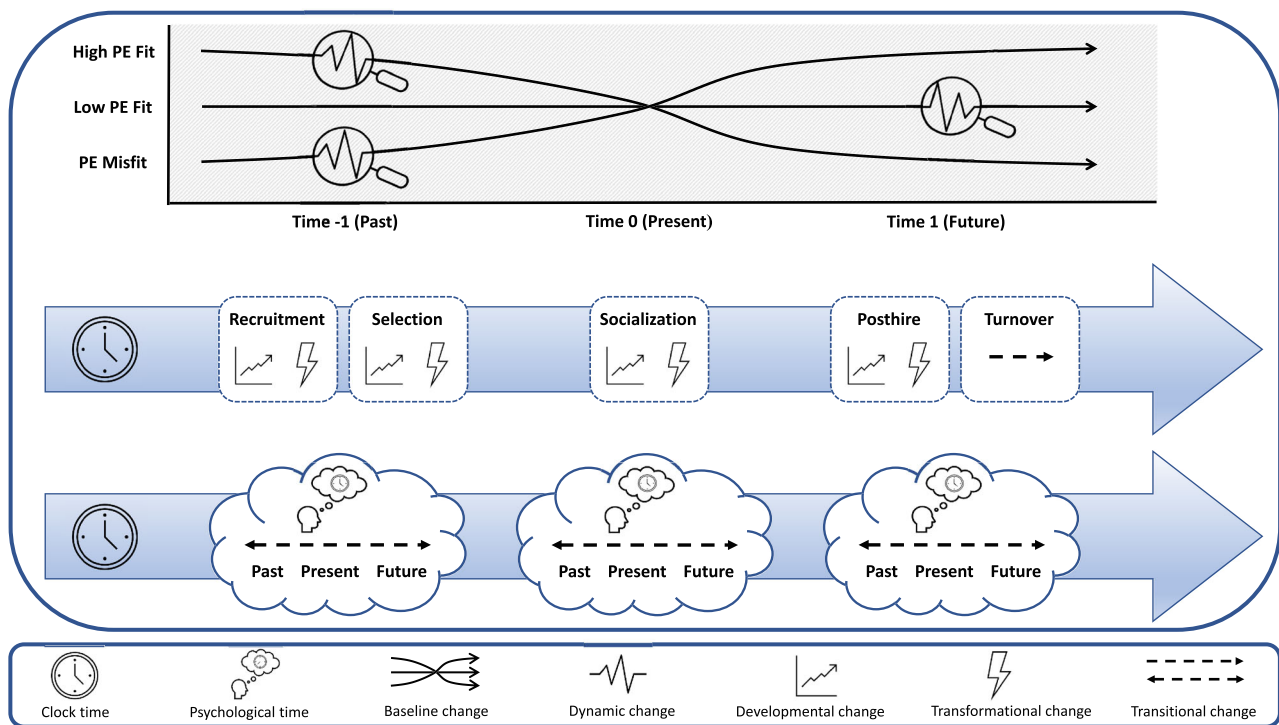 High PE Fit
Low PE Fit
PE Misfit
Time -1 (Past)
Time 0 (Present)
Time 1 (Future)
Recruitment
Selection
Socialization
Posthire
Turnover
Past Present Future
Past Present Future
Past Present Future
Clock time
Psychological time
Baseline change
Dynamic change
Developmental change
Transformational change
Transitional change